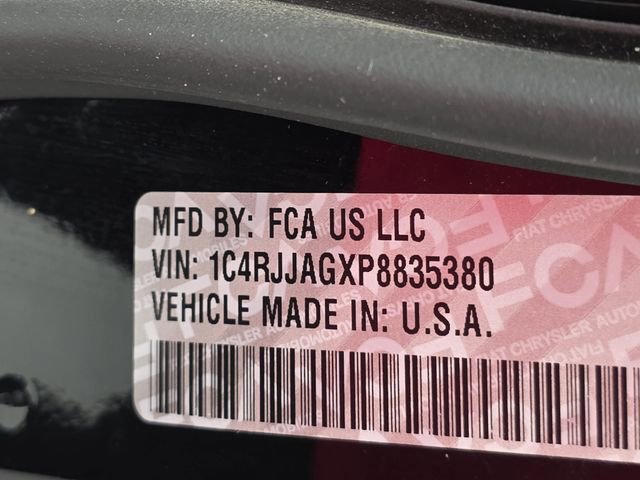 MFD BY: FCA US LLC
VIN: 1C4RJJAGXP8835380
VEHICLE MADE IN: U.S.A.